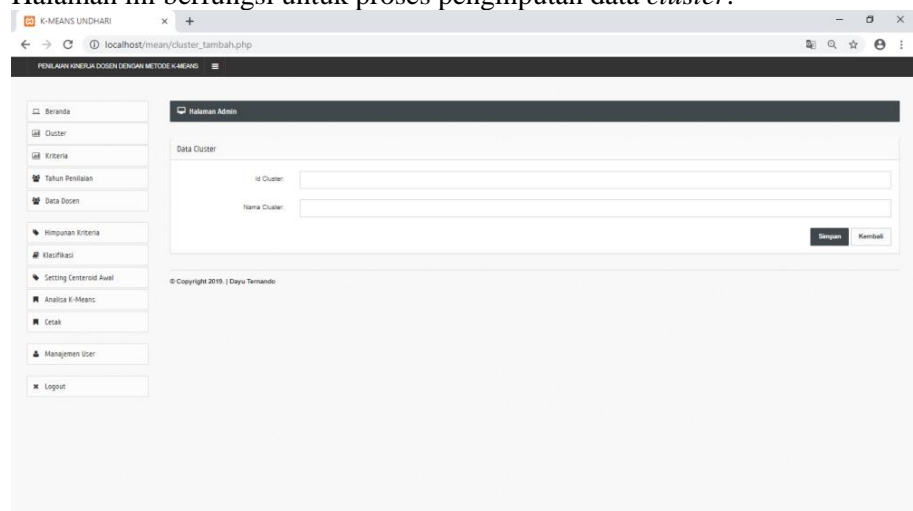 Halaman ini berfungsi untuk proses penginputan data cluster.
K-MEANS UNDHARI
localhost/mean/cluster_tambah.php
PENILAIAN KINERJA DOSEN DENGAN METODE K-MEANS
Beranda
Cluster
Kriteria
Tahun Penilaian
Data Dosen
Himpunan Kriteria
Klasifikasi
Setting Centeroid Awal
Analisa K-Means
Cetak
Manajemen User
Logout
Halaman Admin
Data Cluster
Id Cluster:
Nama Cluster:
Simpan Kembali
© Copyright 2019. | Dayu Ternando